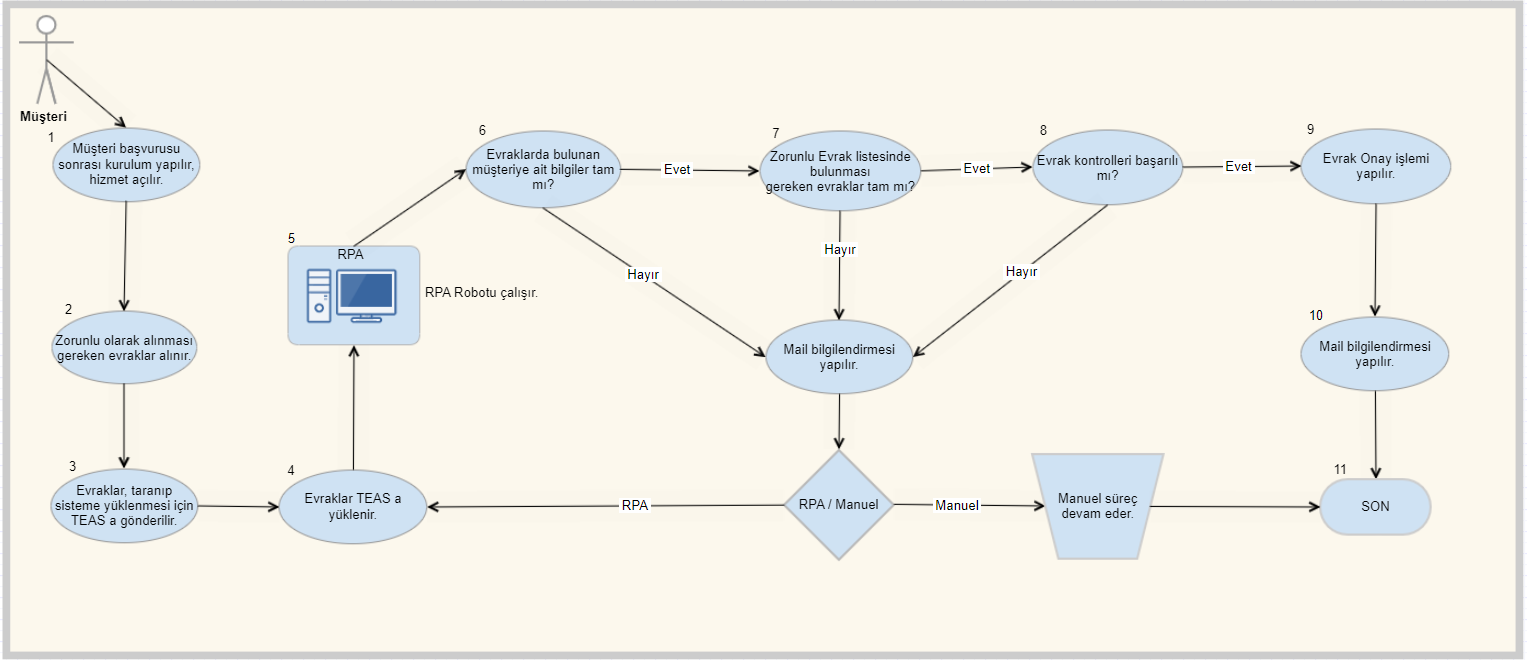 Müşteri
1
Müşteri başvurusu
sonrası kurulum yapılır,
hizmet açılır.
2
Zorunlu olarak alınması
gereken evraklar alınır.
3
Evraklar, taranıp
sisteme yüklenmesi için
TEAS a gönderilir.
4
Evraklar TEAS a
yüklenir.
5
RPA
RPA Robotu çalışır.
6
Evraklarda bulunan
müşteriye ait bilgiler tam
mı?
Evet
Hayır
7
Zorunlu Evrak listesinde
bulunması
gereken evraklar tam mı?
Evet
Hayır
8
Evrak kontrolleri başarılı
mı?
Evet
Hayır
9
Evrak Onay işlemi
yapılır.
Mail bilgilendirmesi
yapılır.
10
Mail bilgilendirmesi
yapılır.
RPA
RPA / Manuel
Manuel
Manuel süreç
devam eder.
11
SON